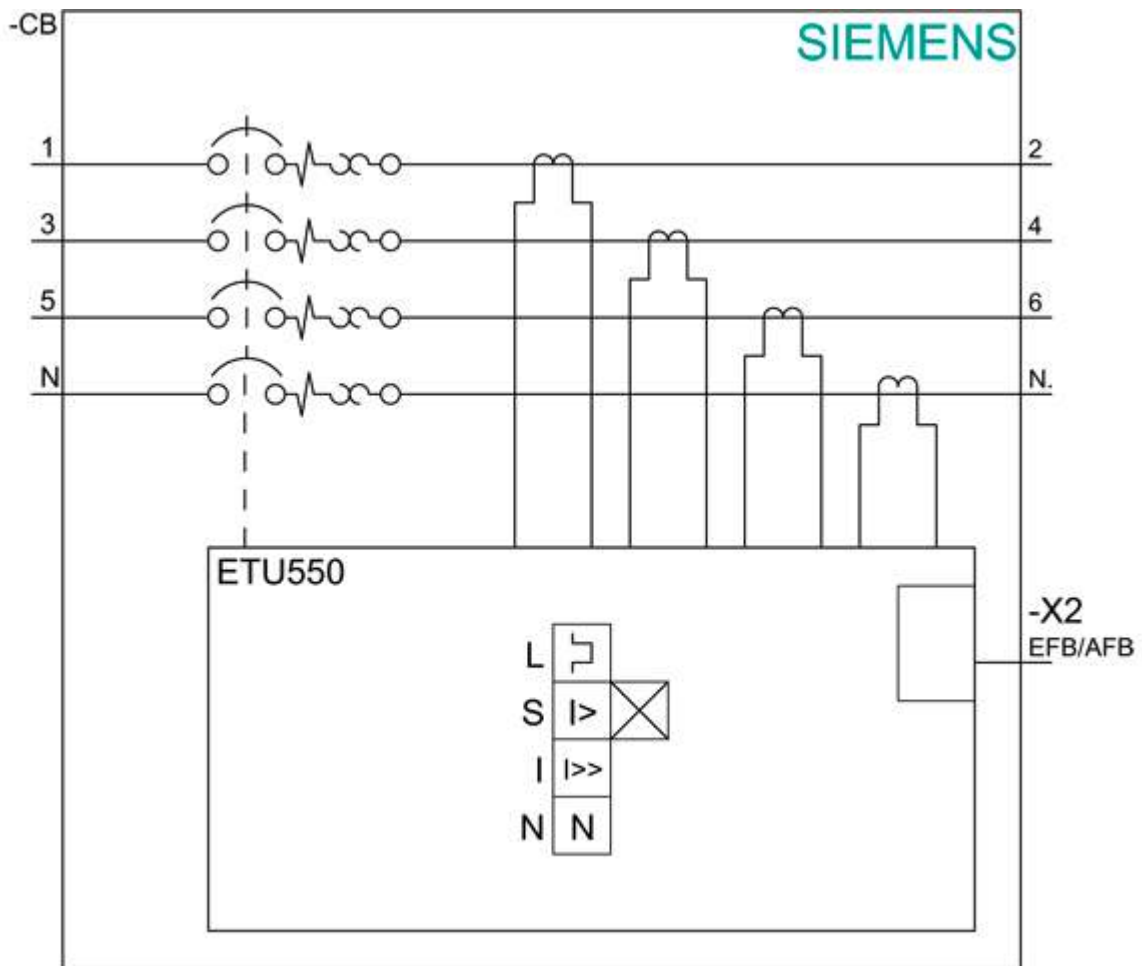 -CB
SIEMENS
1
2
3
4
5
6
N
N.
ETU550
-X2
EFB/AFB
L
S I>
I I>>
N N